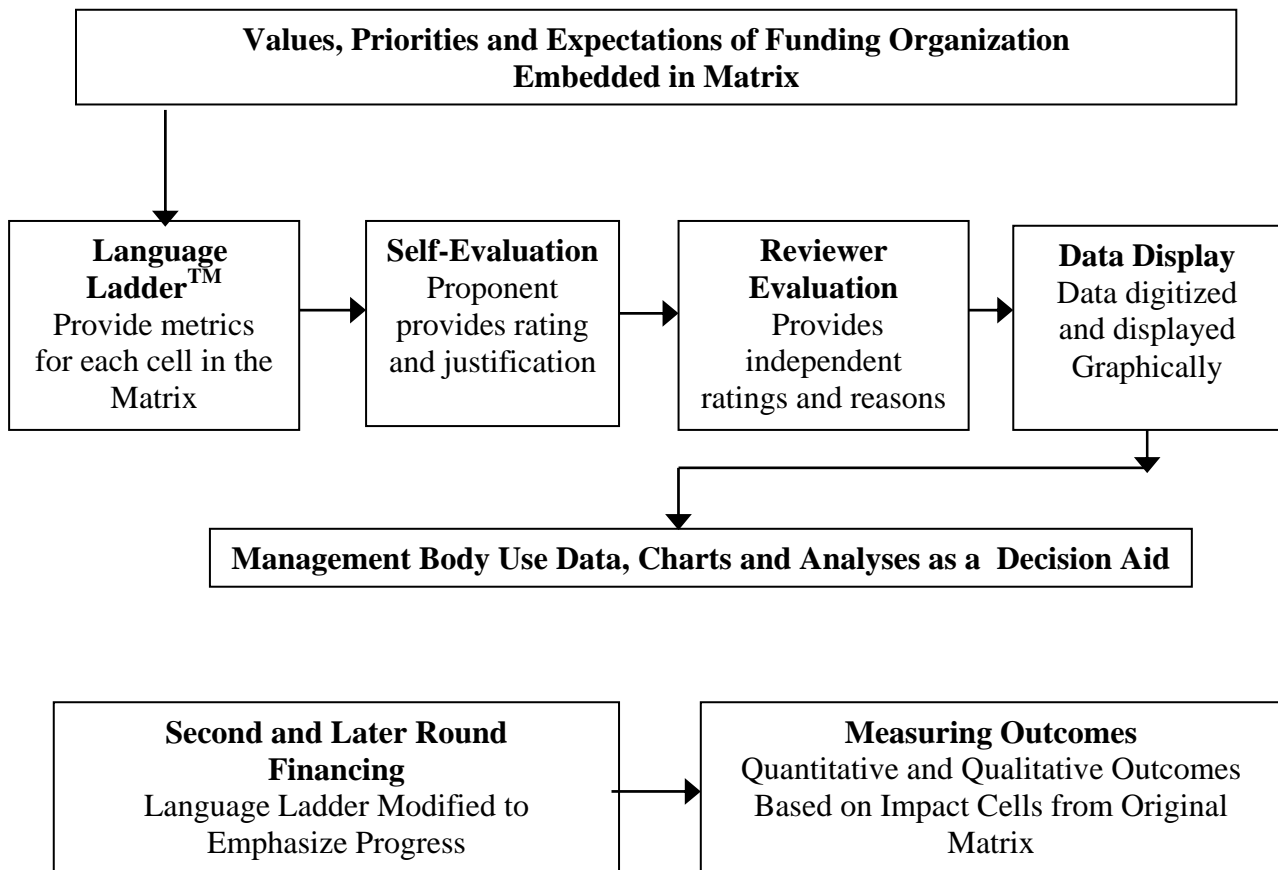 Values, Priorities and Expectations of Funding Organization
Embedded in Matrix
Language
Ladder™
Provide metrics
for each cell in the
Matrix
Self-Evaluation
Proponent
provides rating
and justification
Reviewer
Evaluation
Provides
independent
ratings and reasons
Data Display
Data digitized
and displayed
Graphically
Management Body Use Data, Charts and Analyses as a Decision Aid
Second and Later Round
Financing
Language Ladder Modified to
Emphasize Progress
Measuring Outcomes
Quantitative and Qualitative Outcomes
Based on Impact Cells from Original
Matrix